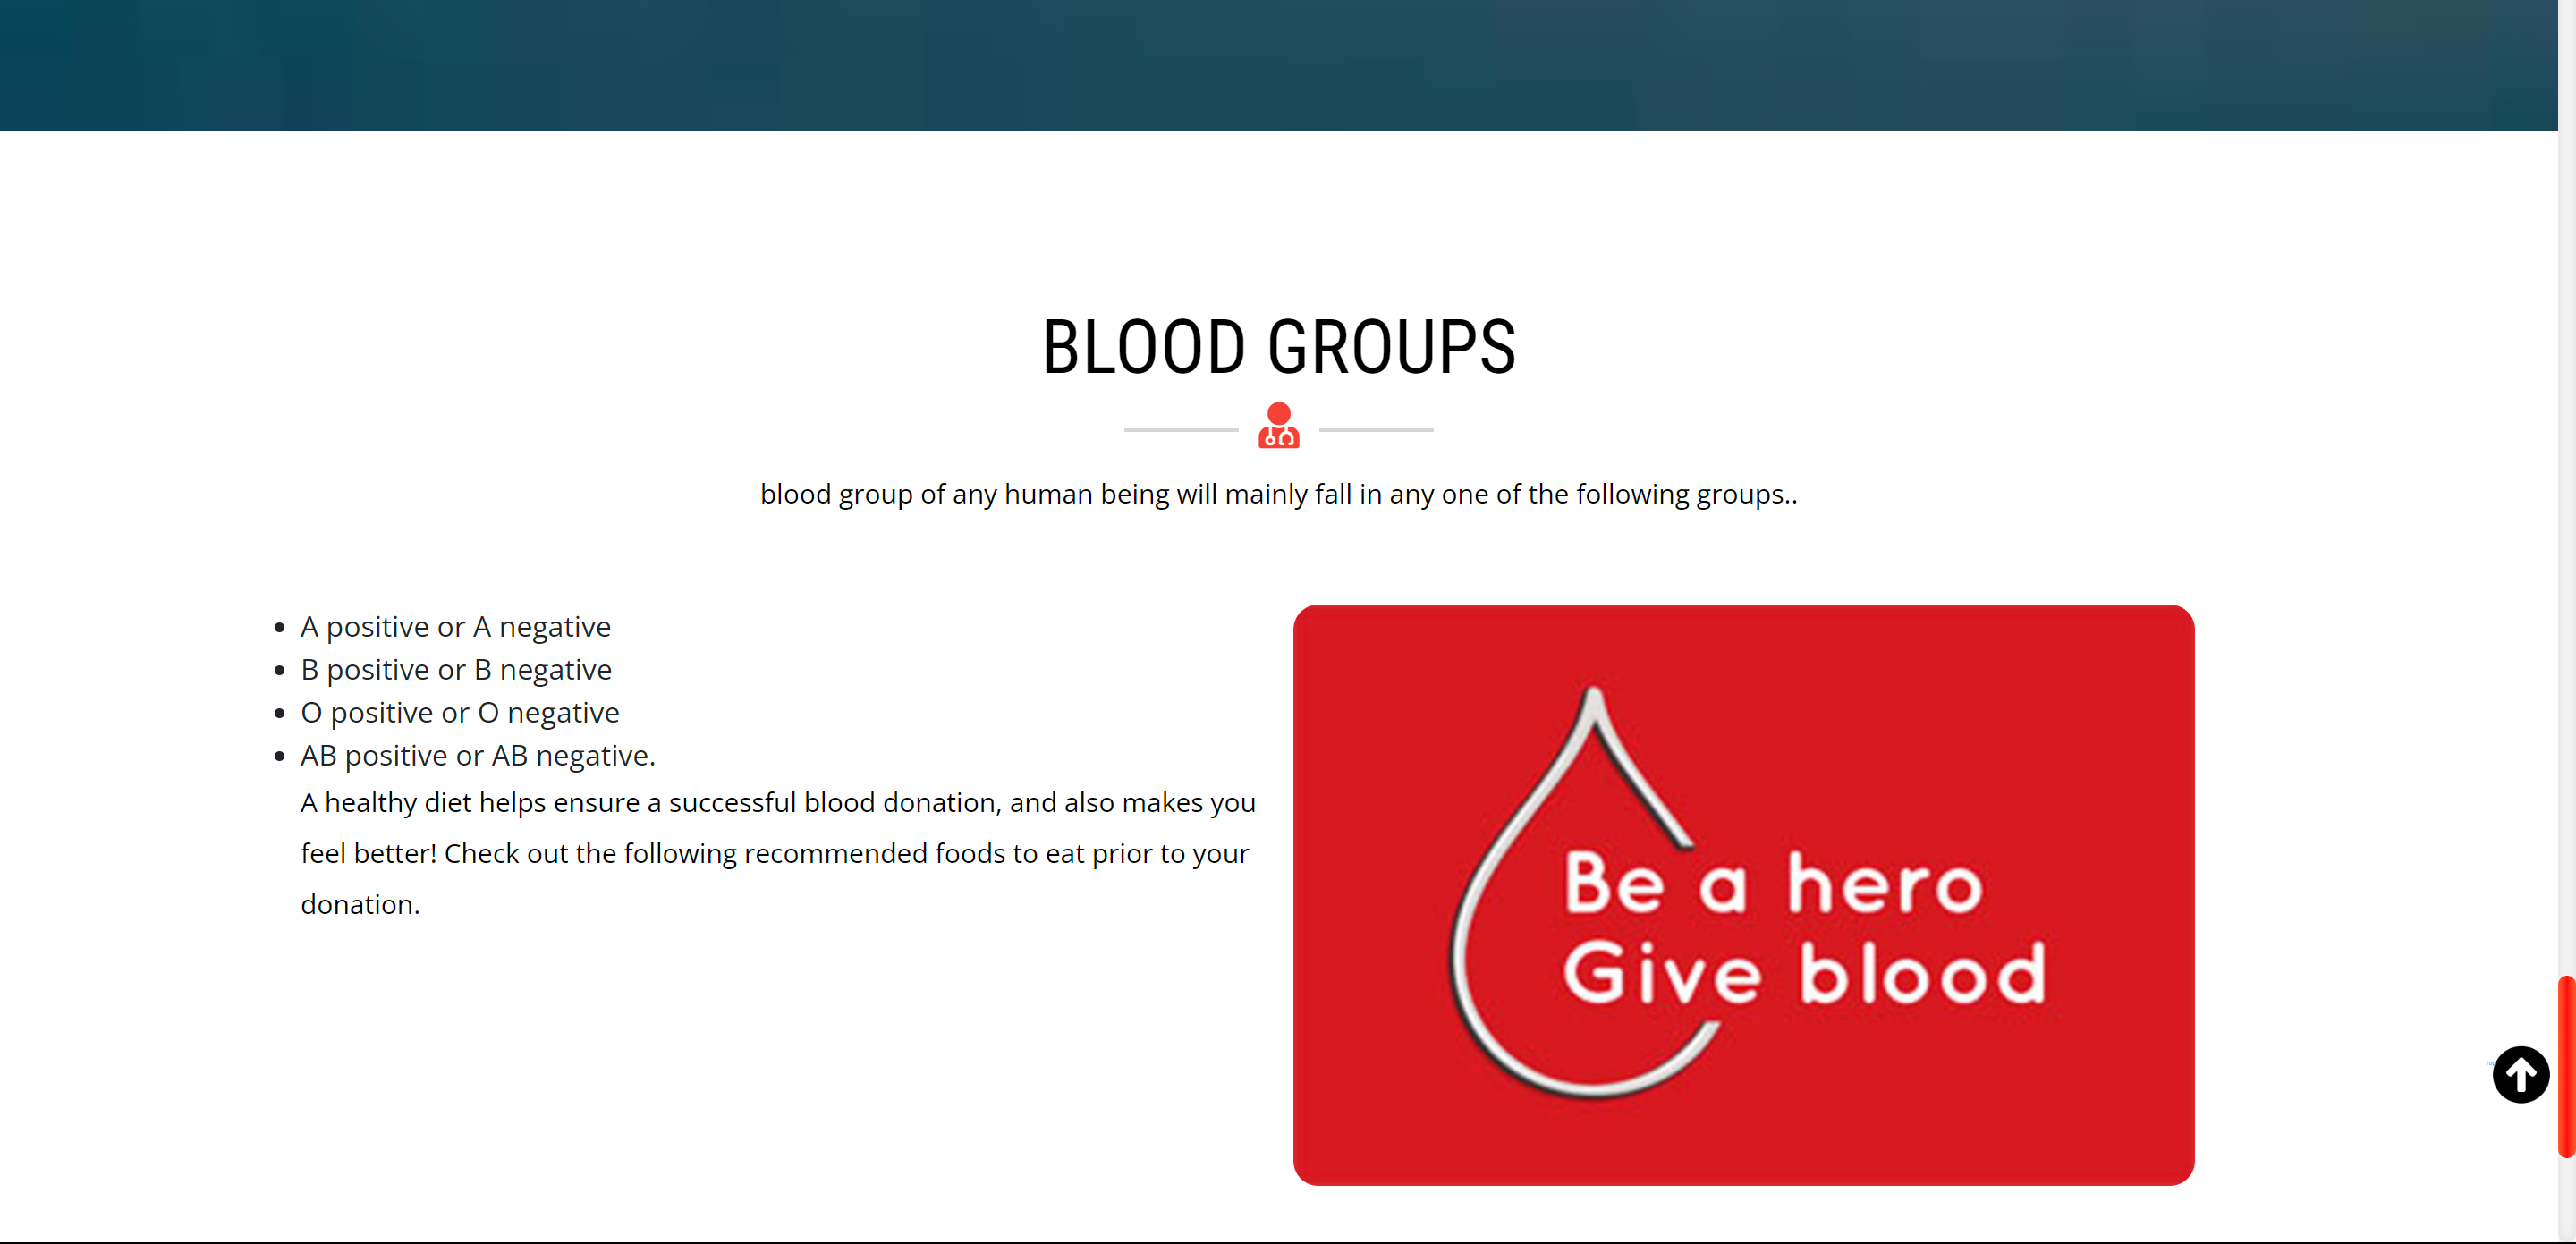 BLOOD GROUPS
blood group of any human being will mainly fall in any one of the following groups..
A positive or A negative
B positive or B negative
O positive or O negative
AB positive or AB negative.
A healthy diet helps ensure a successful blood donation, and also makes you
feel better! Check out the following recommended foods to eat prior to your
donation.
Be a hero
Give blood